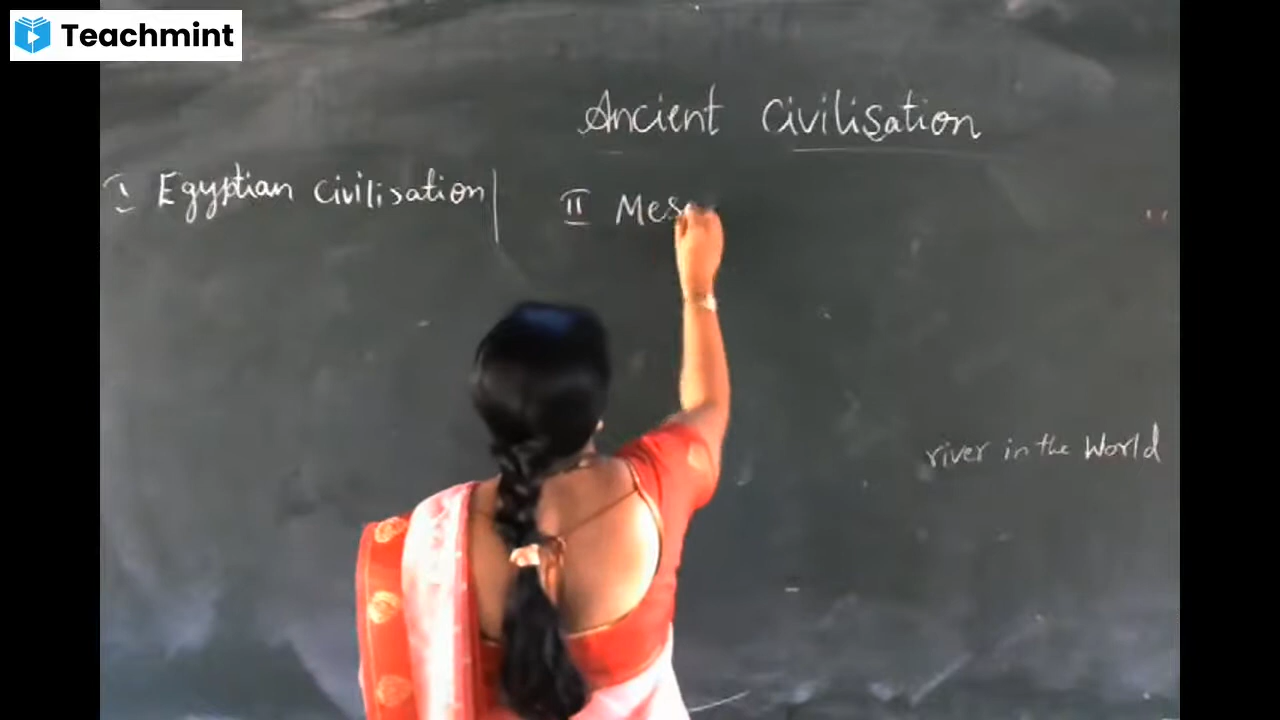 Teachmint
Ancient Civilisation
I Egyptian Civilisation
II Mes
river in the World